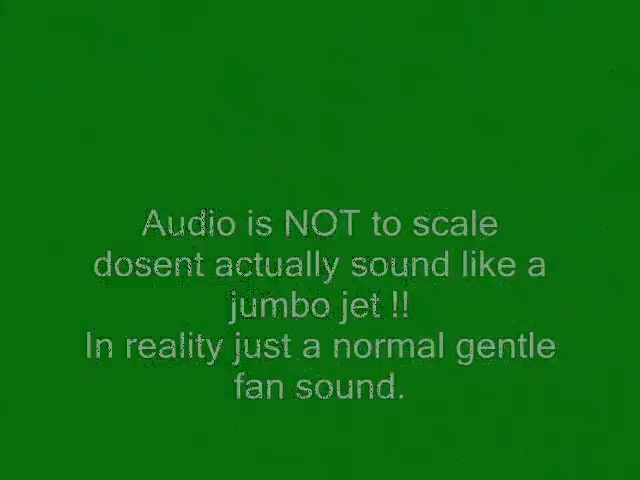 Audio is NOT to scale
dosent actually sound like a
jumbo jet !!
In reality just a normal gentle
fan sound.